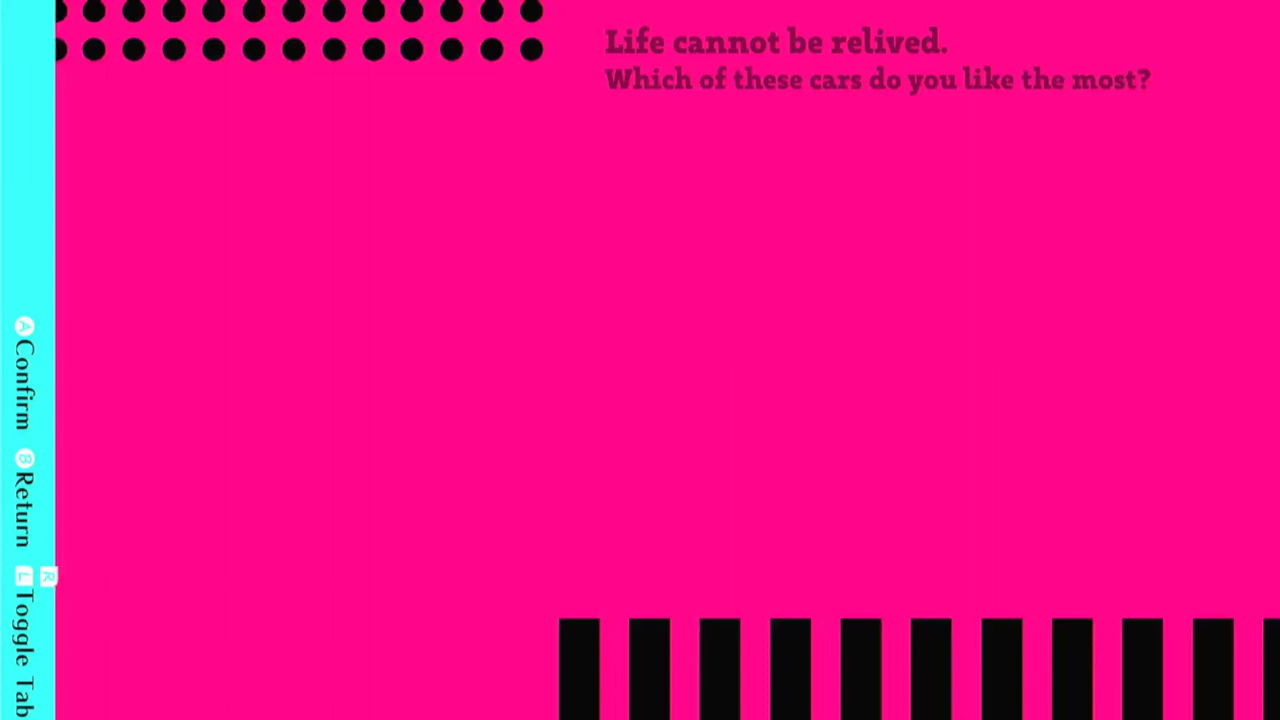 Life cannot be relived.
Which of these cars do you like the most?
A Confirm B Return L R Toggle Tab